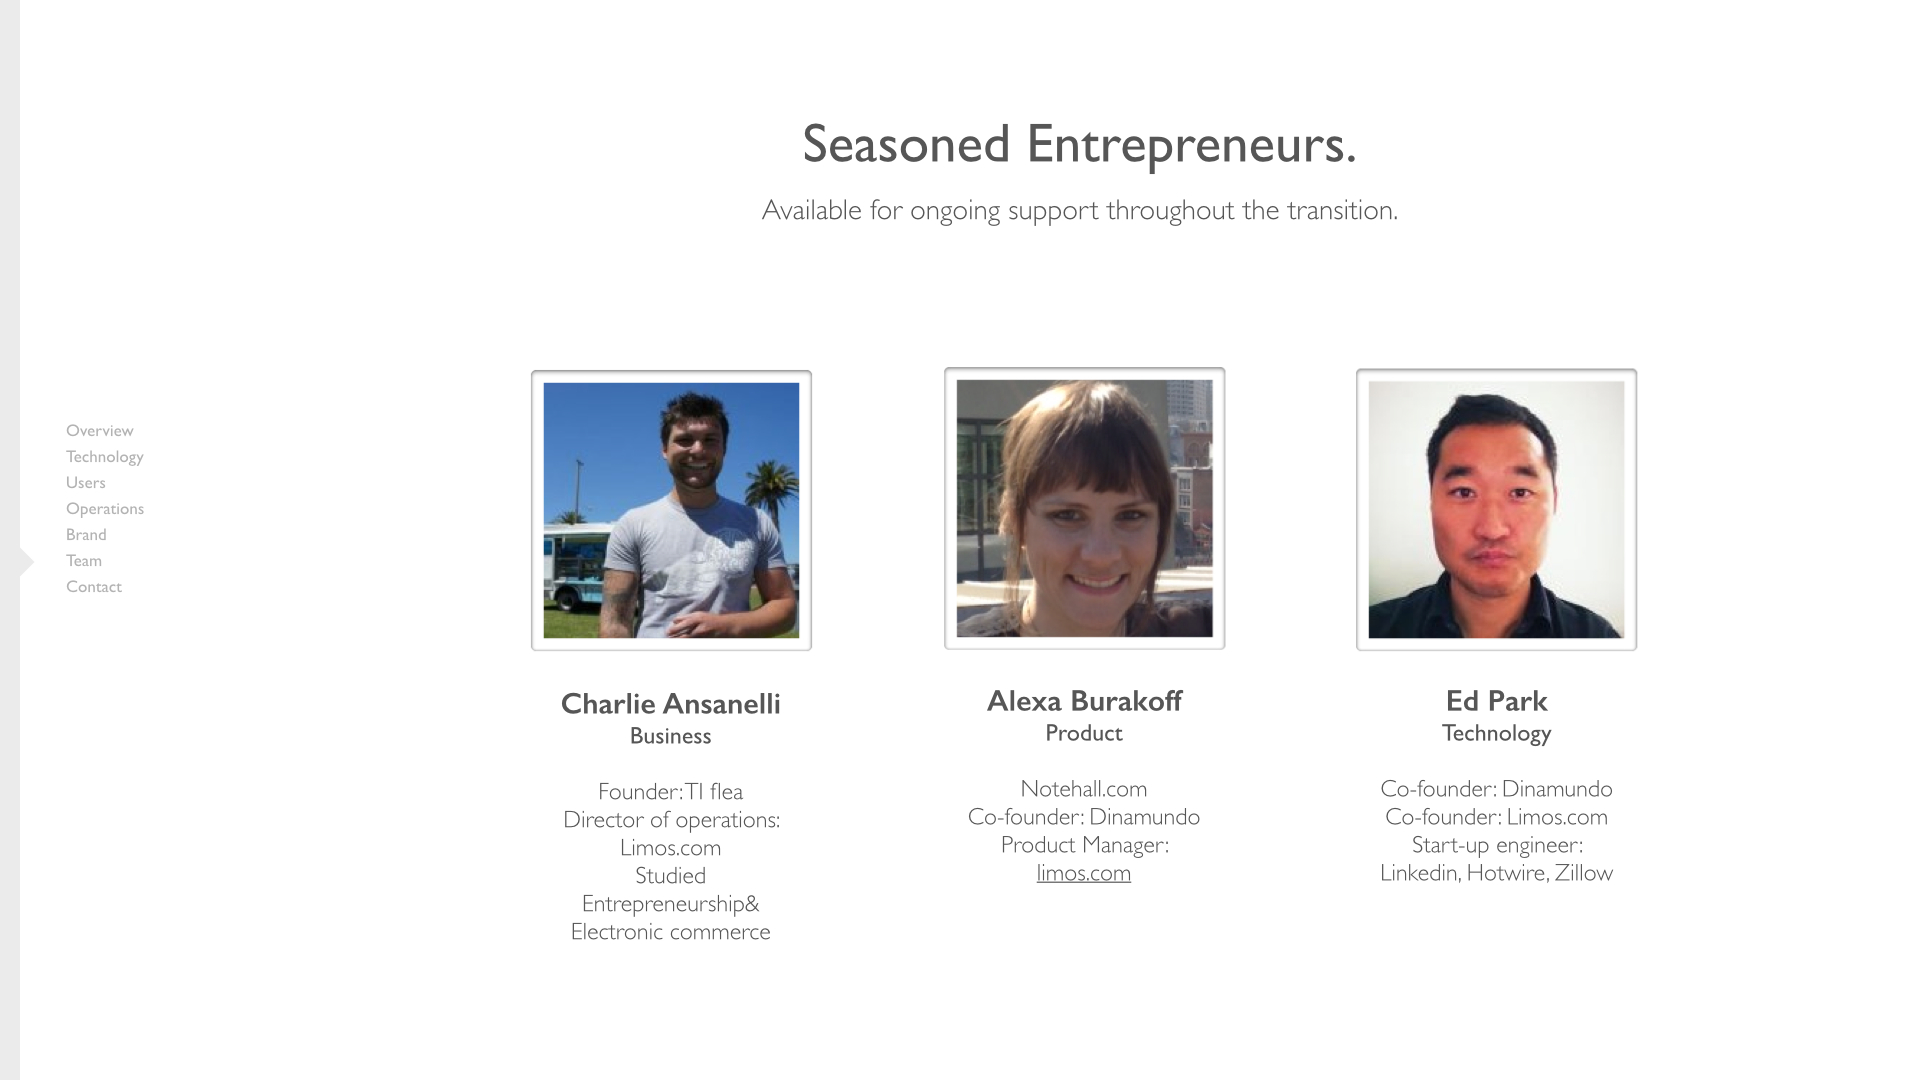 Seasoned Entrepreneurs.
Available for ongoing support throughout the transition.
Overview
Technology
Users
Operations
Brand
Team
Contact
Charlie Ansanelli
Business
Founder: TI flea
Director of operations:
Limos.com
Studied
Entrepreneurship&
Electronic commerce
Alexa Burakoff
Product
Notehall.com
Co-founder: Dinamundo
Product Manager:
limos.com
Ed Park
Technology
Co-founder: Dinamundo
Co-founder: Limos.com
Start-up engineer:
Linkedin, Hotwire, Zillow